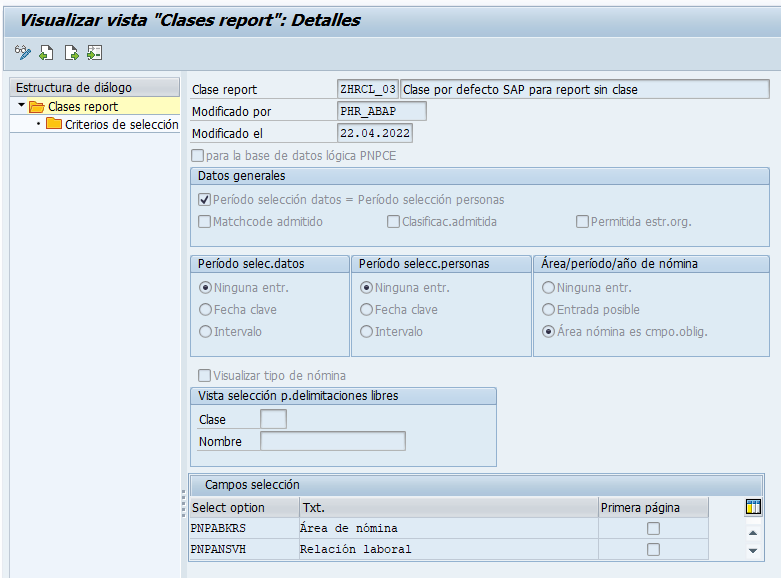 Visualizar vista "Clases report": Detalles
Estructura de diálogo
Clases report
Criterios de selección
Clase report ZHRCL_03 Clase por defecto SAP para report sin clase
Modificado por PHR_ABAP
Modificado el 22.04.2022
para la base de datos lógica PNPCE
Datos generales
Período selección datos = Período selección personas
Matchcode admitido Clasificac.admitida Permitida estr.org.
Período selec.datos Período selecc.personas Área/período/año de nómina
Ninguna entr. Ninguna entr. Ninguna entr.
Fecha clave Fecha clave Entrada posible
Intervalo Intervalo Área nómina es cmpo.oblig.
Visualizar tipo de nómina
Vista selección p.delimitaciones libres
Clase
Nombre
Campos selección
Select option Txt. Primera página
PNPABKRS Área de nómina
PNPANSVH Relación laboral